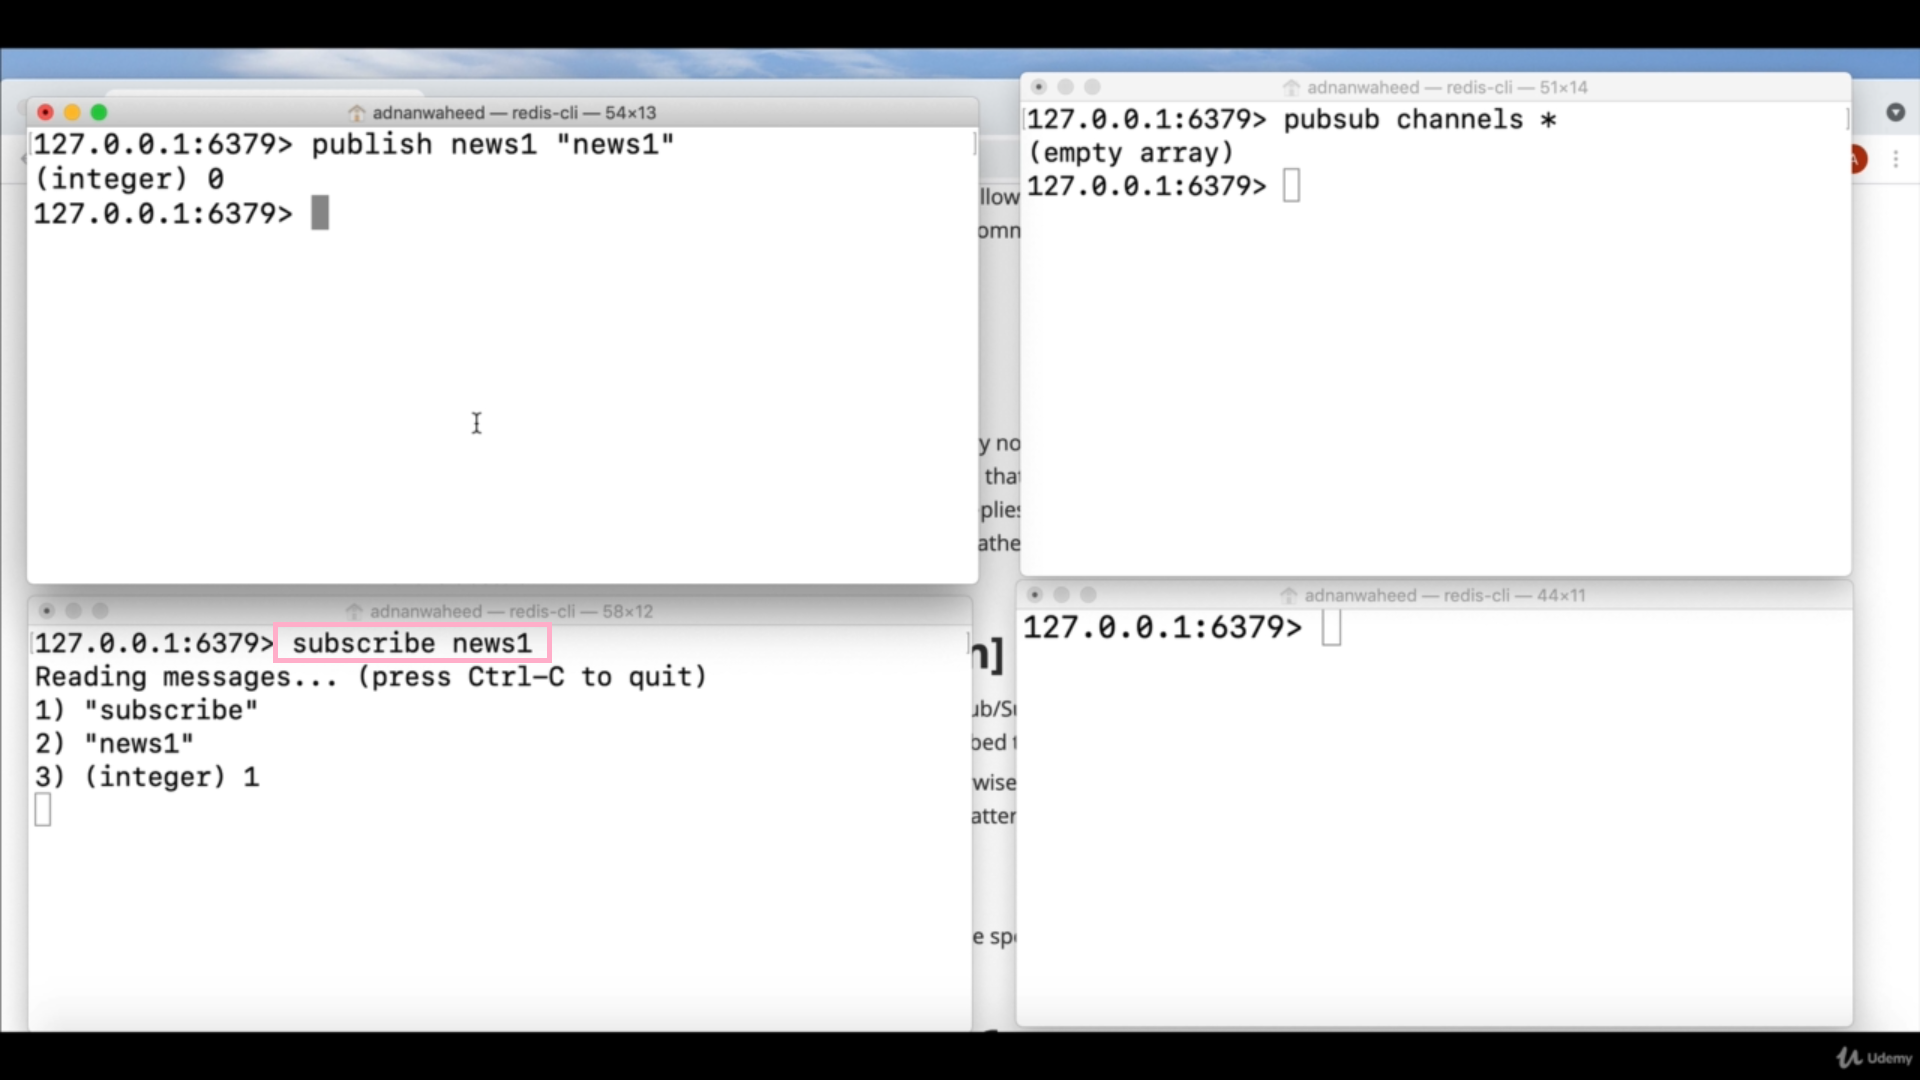 adnanwaheed — redis-cli — 54×13
127.0.0.1:6379> publish news1 "news1"
(integer) 0
127.0.0.1:6379>
adnanwaheed — redis-cli — 51×14
127.0.0.1:6379> pubsub channels *
(empty array)
127.0.0.1:6379>
A
llow
omm
y no
that
plies
athe
adnanwaheed — redis-cli — 58×12
127.0.0.1:6379> subscribe news1
Reading messages... (press Ctrl-C to quit)
1) "subscribe"
2) "news1"
3) (integer) 1
adnanwaheed — redis-cli — 44×11
127.0.0.1:6379>
n]
ub/S
bed
wise
atter
e sp
Udemy